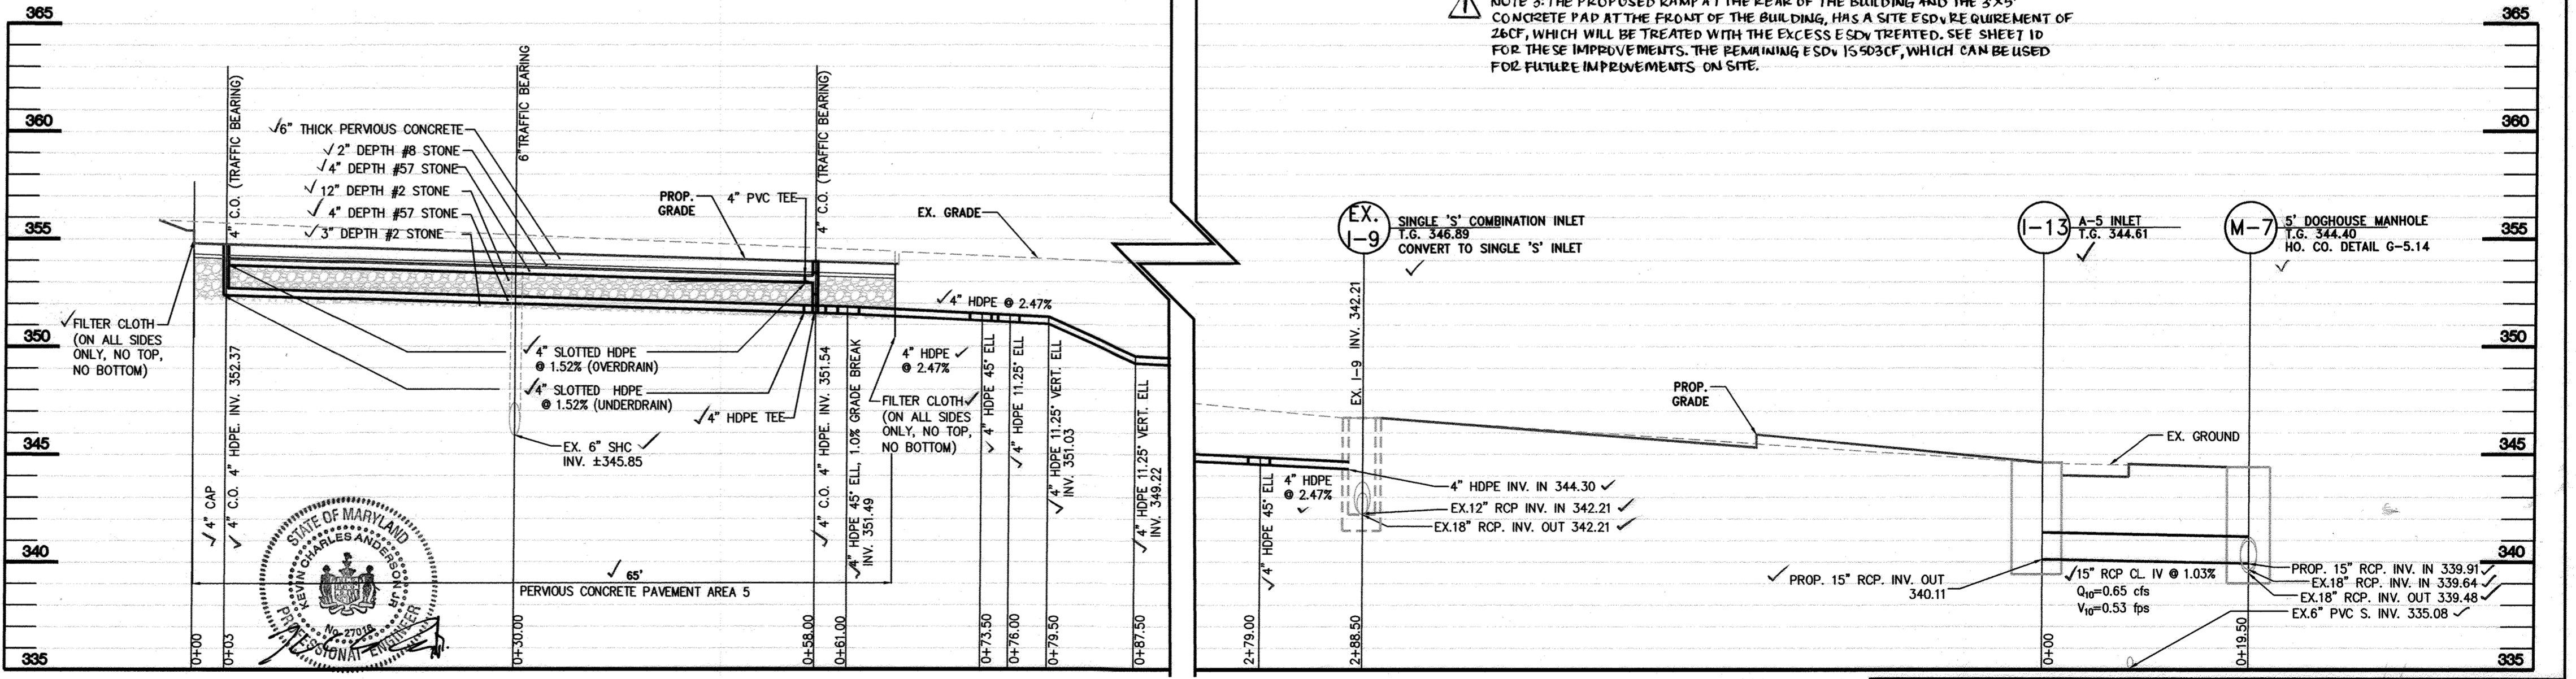 NOTE 3: THE PROPOSED RAMP AT THE REAR OF THE BUILDING AND THE 3'X5'
CONCRETE PAD AT THE FRONT OF THE BUILDING, HAS A SITE ESDv REQUIREMENT OF
26CF, WHICH WILL BE TREATED WITH THE EXCESS ESDv TREATED. SEE SHEET 10
FOR THESE IMPROVEMENTS. THE REMAINING ESDv IS 503CF, WHICH CAN BE USED
FOR FUTURE IMPROVEMENTS ON SITE.
1
365
360
355
350
345
340
335
365
360
355
350
345
340
335
4" C.O. (TRAFFIC BEARING)
6" TRAFFIC BEARING
4" C.O. (TRAFFIC BEARING)
6" THICK PERVIOUS CONCRETE
2" DEPTH #8 STONE
4" DEPTH #57 STONE
12" DEPTH #2 STONE
4" DEPTH #57 STONE
3" DEPTH #2 STONE
PROP.
GRADE
4" PVC TEE
EX. GRADE
FILTER CLOTH
(ON ALL SIDES
ONLY, NO TOP,
NO BOTTOM)
4" SLOTTED HDPE
@ 1.52% (OVERDRAIN)
4" SLOTTED HDPE
@ 1.52% (UNDERDRAIN)
4" HDPE TEE
EX. 6" SHC
INV. ±345.85
4" HDPE @ 2.47%
4" HDPE
@ 2.47%
FILTER CLOTH
(ON ALL SIDES
ONLY, NO TOP,
NO BOTTOM)
4" CAP
4" C.O. 4" HDPE. INV. 352.37
4" C.O. 4" HDPE. INV. 351.54
4" HDPE 45° ELL, 1.0% GRADE BREAK
INV. 351.49
4" HDPE 45° ELL
4" HDPE 11.25° ELL
4" HDPE 11.25° VERT. ELL
INV. 351.03
4" HDPE 11.25° VERT. ELL
INV. 349.22
65'
PERVIOUS CONCRETE PAVEMENT AREA 5
STATE OF MARYLAND
KEVIN CHARLES ANDERSON JR
No. 27016
PROFESSIONAL ENGINEER
0+00
0+03
0+30.00
0+58.00
0+61.00
0+73.50
0+76.00
0+79.50
0+87.50
EX.
I-9
SINGLE 'S' COMBINATION INLET
T.G. 346.89
CONVERT TO SINGLE 'S' INLET
EX. I-9 INV. 342.21
4" HDPE 45° ELL
4" HDPE
@ 2.47%
4" HDPE INV. IN 344.30
EX.12" RCP INV. IN 342.21
EX.18" RCP. INV. OUT 342.21
2+79.00
2+88.50
PROP.
GRADE
I-13
A-5 INLET
T.G. 344.61
M-7
5' DOGHOUSE MANHOLE
T.G. 344.40
HO. CO. DETAIL G-5.14
EX. GROUND
PROP. 15" RCP. INV. OUT
340.11
15" RCP CL. IV @ 1.03%
Q10=0.65 cfs
V10=0.53 fps
PROP. 15" RCP. INV. IN 339.91
EX.18" RCP. INV. IN 339.64
EX.18" RCP. INV. OUT 339.48
EX.6" PVC S. INV. 335.08
0+00
0+19.50